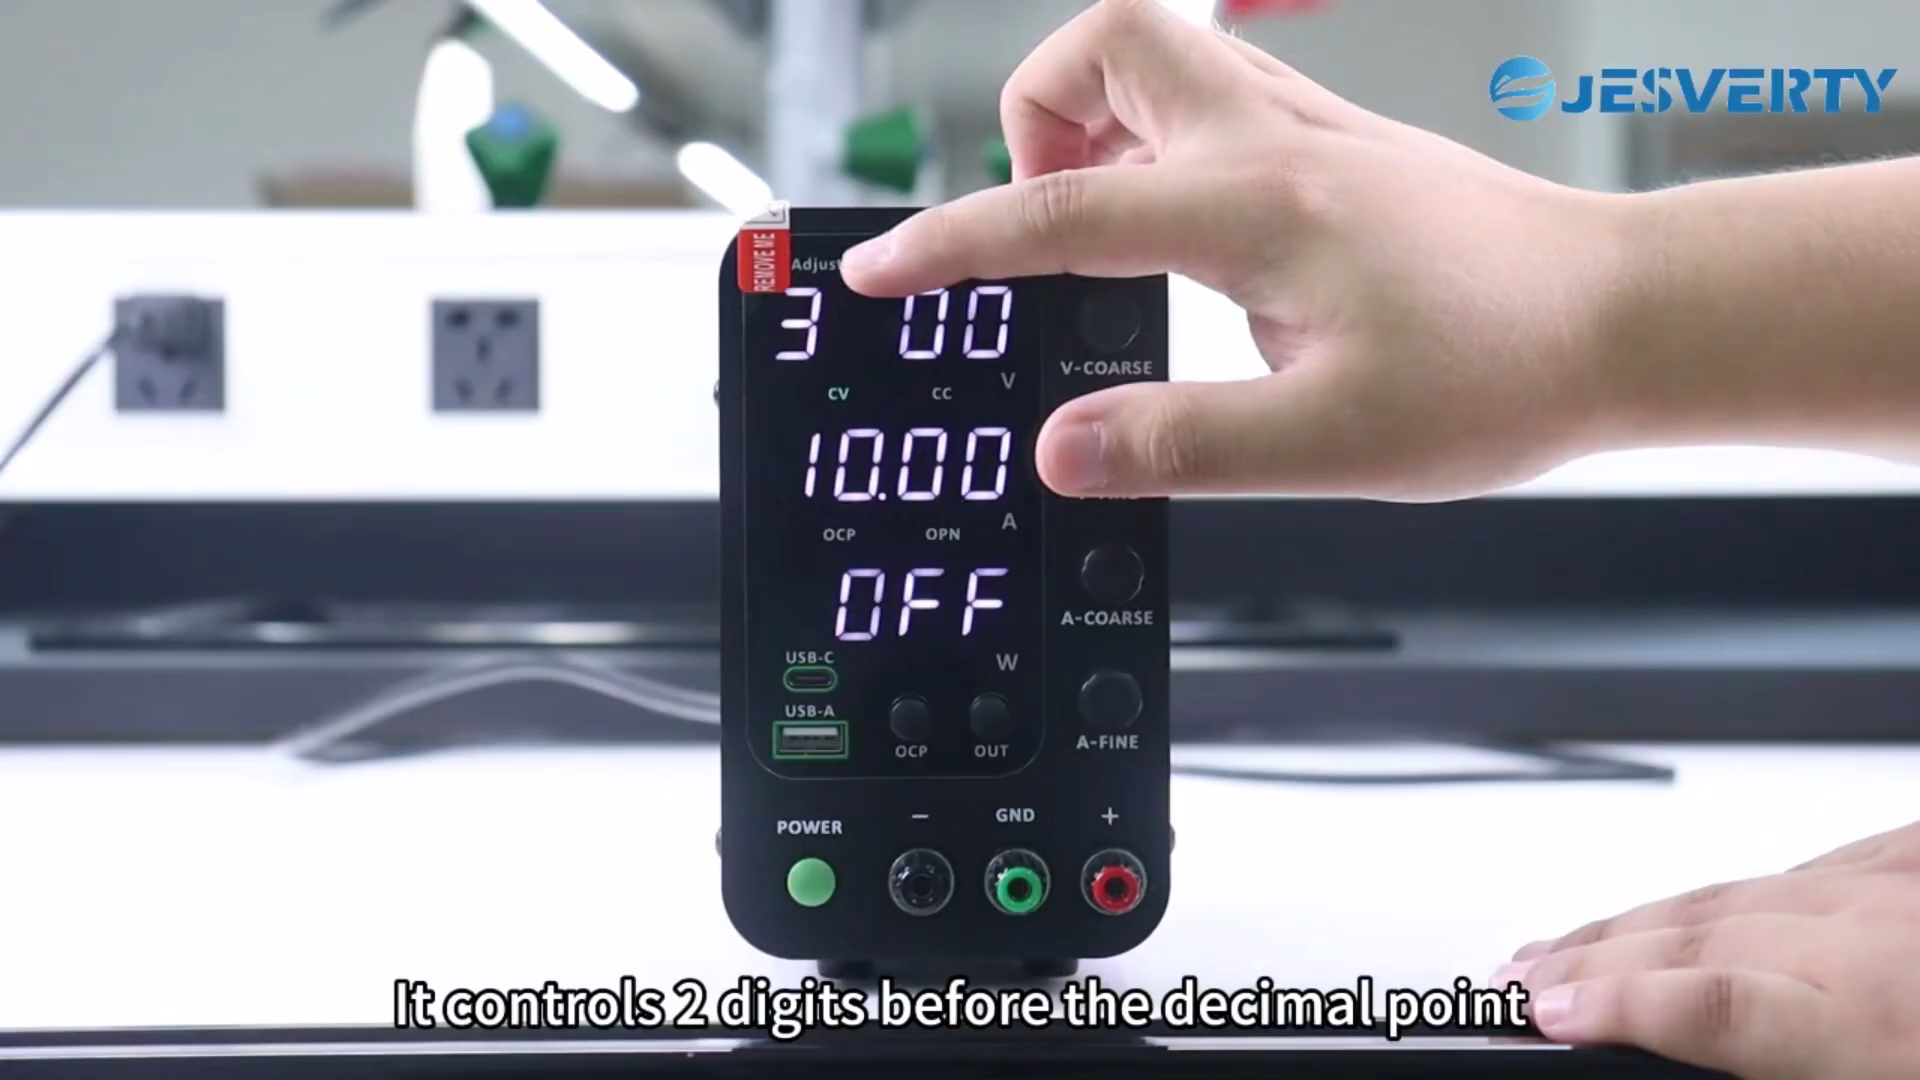 JESVERTY
REMOVE ME
Adjust
3 00
V
V-COARSE
CV CC
10.00
A
OCP OPN
A-COARSE
OFF
W
USB-C
USB-A
OCP OUT
A-FINE
POWER
− GND +
It controls 2 digits before the decimal point